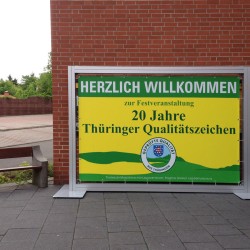 HERZLICH WILLKOMMEN
zur Festveranstaltung
20 Jahre
Thüringer Qualitätszeichen